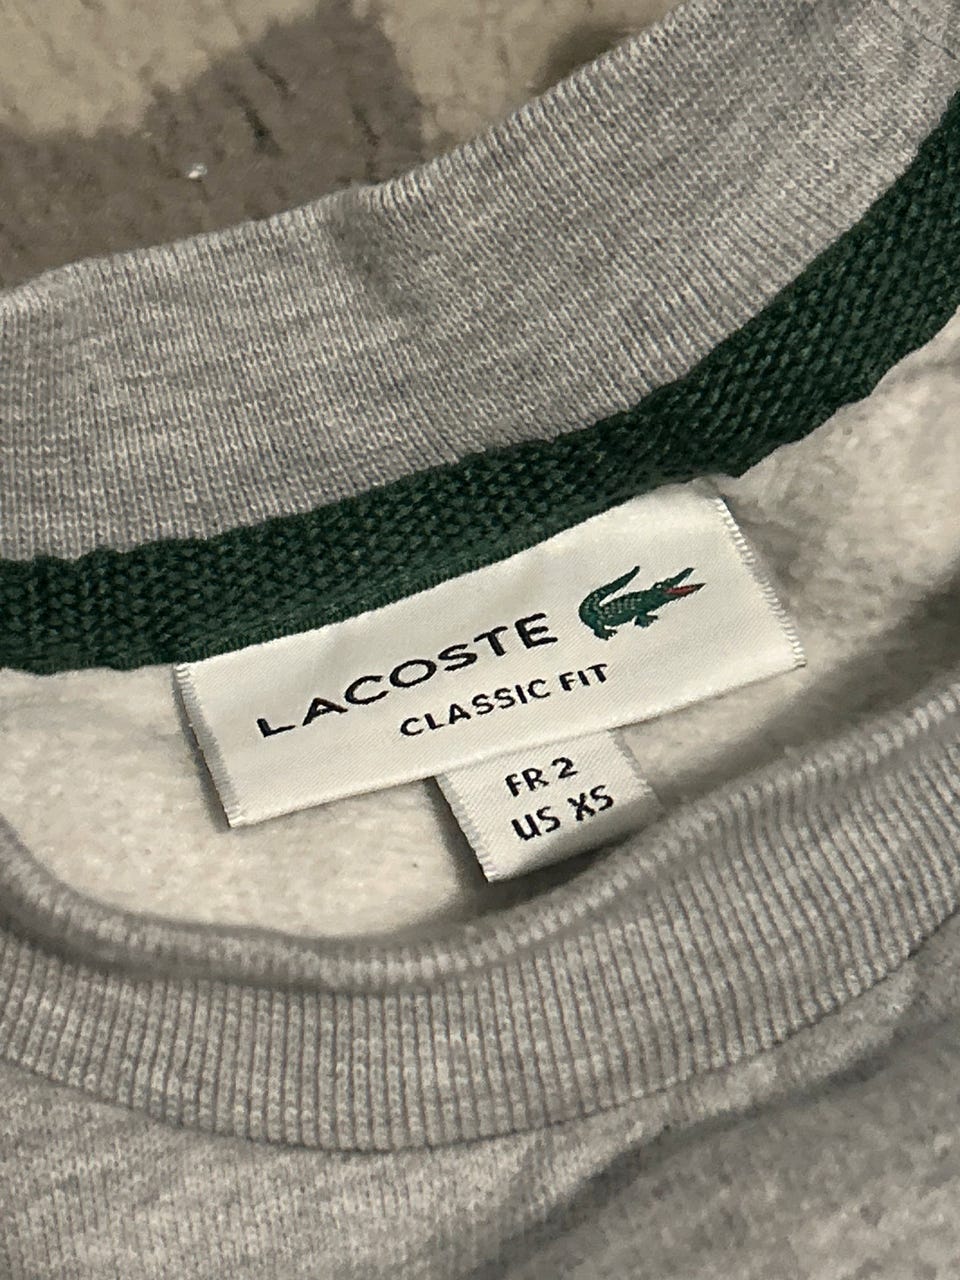 LACOSTE
CLASSIC FIT
FR 2
US XS